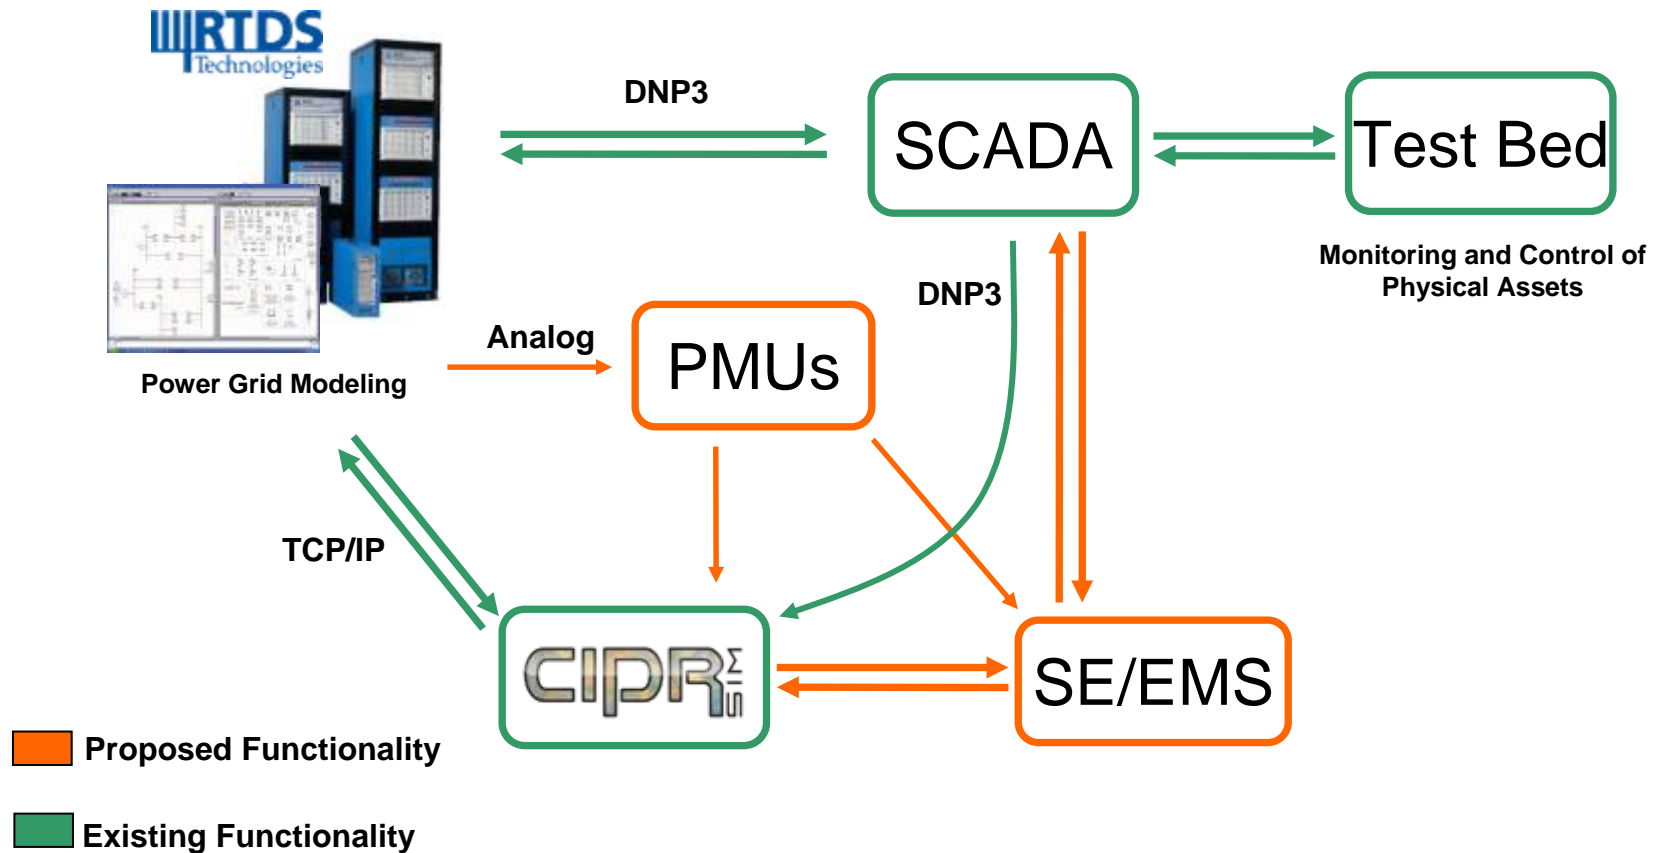 RTDS
Technologies
DNP3
SCADA
Test Bed
Monitoring and Control of
Physical Assets
DNP3
Analog
PMUs
Power Grid Modeling
TCP/IP
CIPR SIM
SE/EMS
Proposed Functionality
Existing Functionality